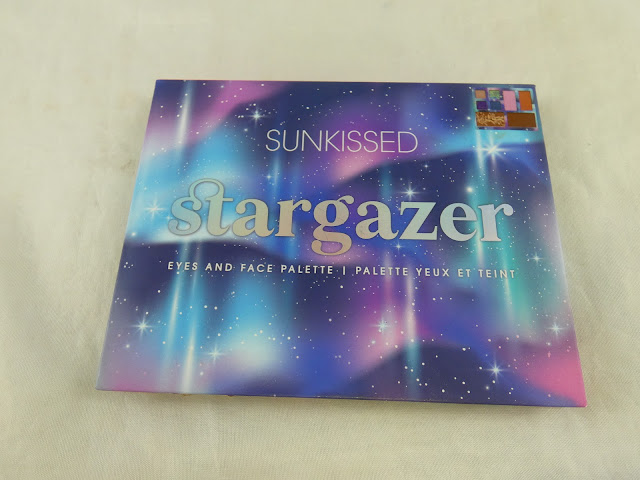 SUNKISSED
stargazer
EYES AND FACE PALETTE | PALETTE YEUX ET TEINT